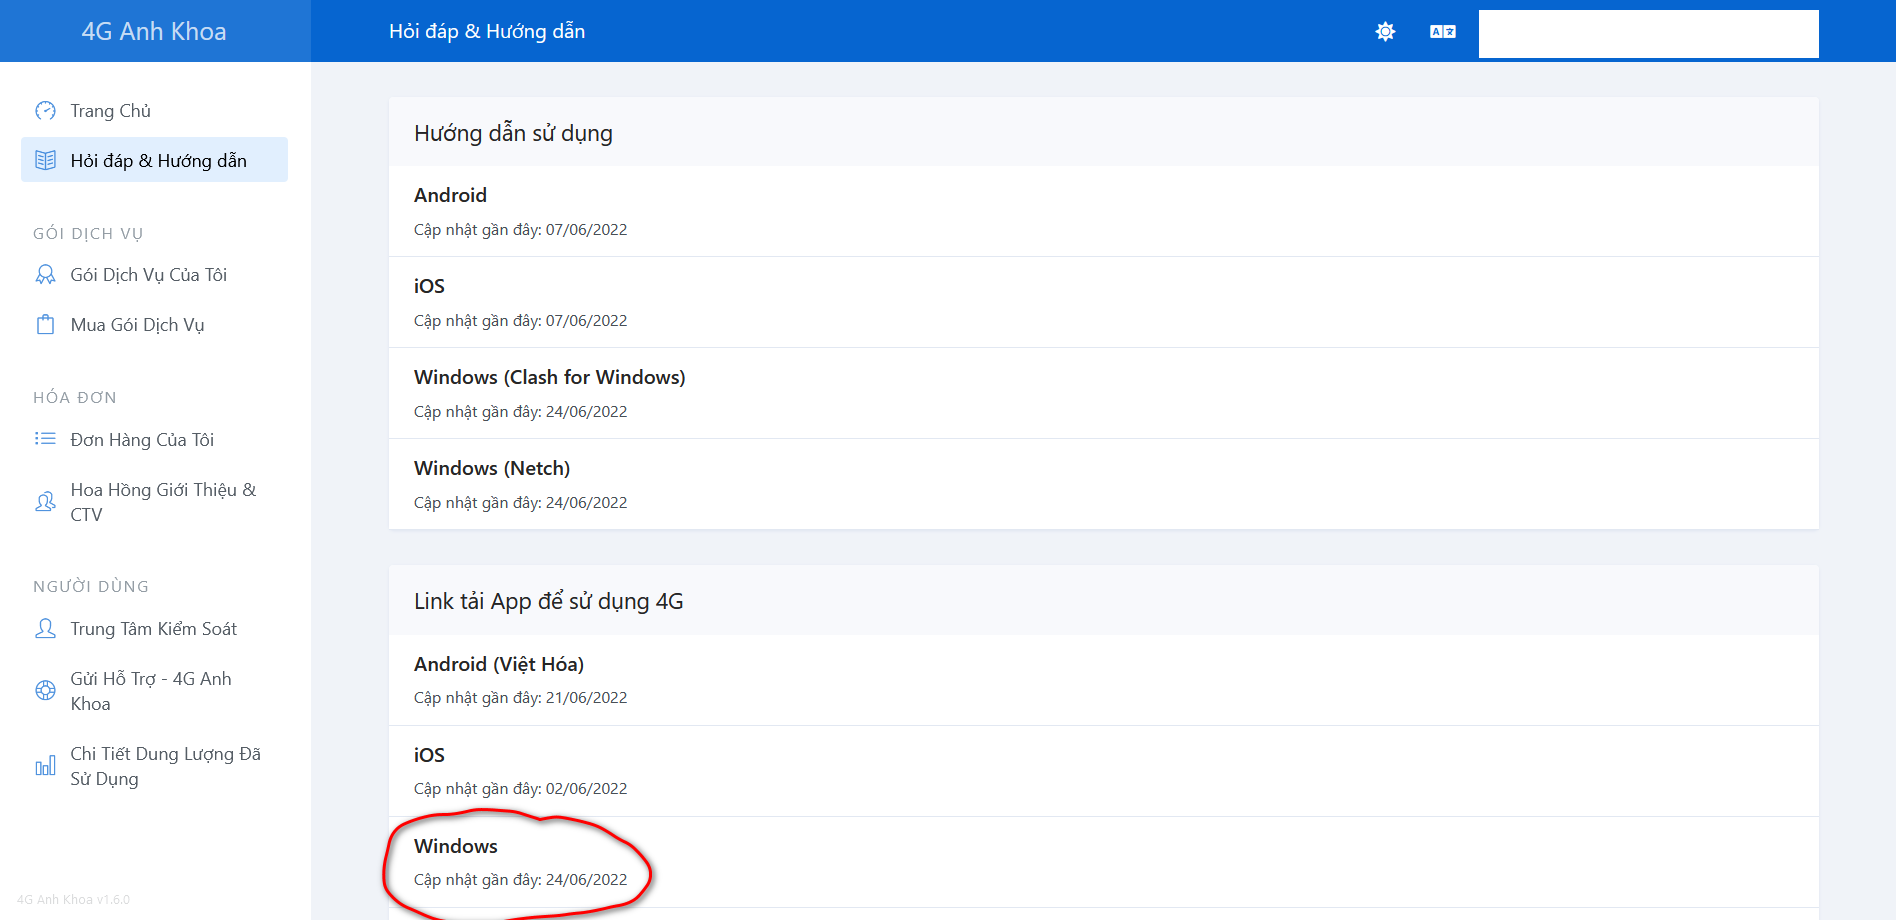 4G Anh Khoa
Hỏi đáp & Hướng dẫn
Trang Chủ
Hỏi đáp & Hướng dẫn
GÓI DỊCH VỤ
Gói Dịch Vụ Của Tôi
Mua Gói Dịch Vụ
HÓA ĐƠN
Đơn Hàng Của Tôi
Hoa Hồng Giới Thiệu &
CTV
NGƯỜI DÙNG
Trung Tâm Kiểm Soát
Gửi Hỗ Trợ - 4G Anh
Khoa
Chi Tiết Dung Lượng Đã
Sử Dụng
4G Anh Khoa v1.6.0
Hướng dẫn sử dụng
Android
Cập nhật gần đây: 07/06/2022
iOS
Cập nhật gần đây: 07/06/2022
Windows (Clash for Windows)
Cập nhật gần đây: 24/06/2022
Windows (Netch)
Cập nhật gần đây: 24/06/2022
Link tải App để sử dụng 4G
Android (Việt Hóa)
Cập nhật gần đây: 21/06/2022
iOS
Cập nhật gần đây: 02/06/2022
Windows
Cập nhật gần đây: 24/06/2022